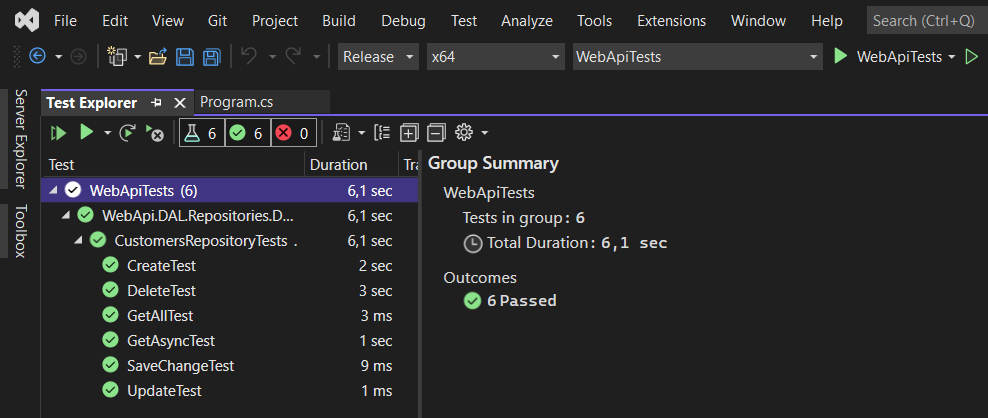 File Edit View Git Project Build Debug Test Analyze Tools Extensions Window Help Search (Ctrl+Q)
Release x64 WebApiTests WebApiTests
Server Explorer
Toolbox
Test Explorer Program.cs
6 6 0
Test Duration Tra
WebApiTests (6) 6,1 sec
WebApi.DAL.Repositories.D... 6,1 sec
CustomersRepositoryTests . 6,1 sec
CreateTest 2 sec
DeleteTest 3 sec
GetAllTest 3 ms
GetAsyncTest 1 sec
SaveChangeTest 9 ms
UpdateTest 1 ms
Group Summary
WebApiTests
Tests in group: 6
Total Duration: 6,1 sec
Outcomes
6 Passed